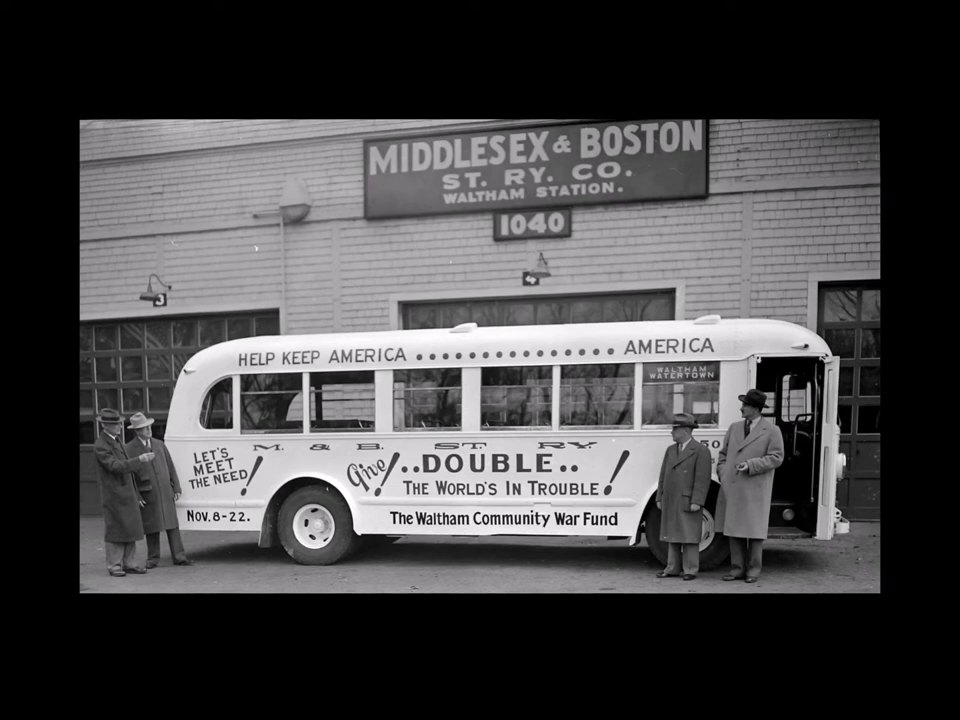 MIDDLESEX & BOSTON
ST. RY. CO.
WALTHAM STATION.
1040
3
4
HELP KEEP AMERICA ................ AMERICA
WALTHAM
WATERTOWN
M. & B. ST. RY.
50
LET'S
MEET
THE NEED!
Give! ..DOUBLE..
THE WORLD'S IN TROUBLE!
NOV. 8-22.
The Waltham Community War Fund